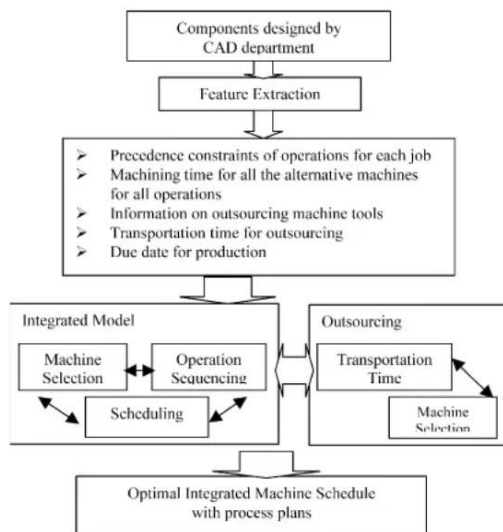 Components designed by
CAD department
Feature Extraction
➢ Precedence constraints of operations for each job
➢ Machining time for all the alternative machines
for all operations
➢ Information on outsourcing machine tools
➢ Transportation time for outsourcing
➢ Due date for production
Integrated Model
Machine
Selection
Operation
Sequencing
Scheduling
Outsourcing
Transportation
Time
Machine
Selection
Optimal Integrated Machine Schedule
with process plans